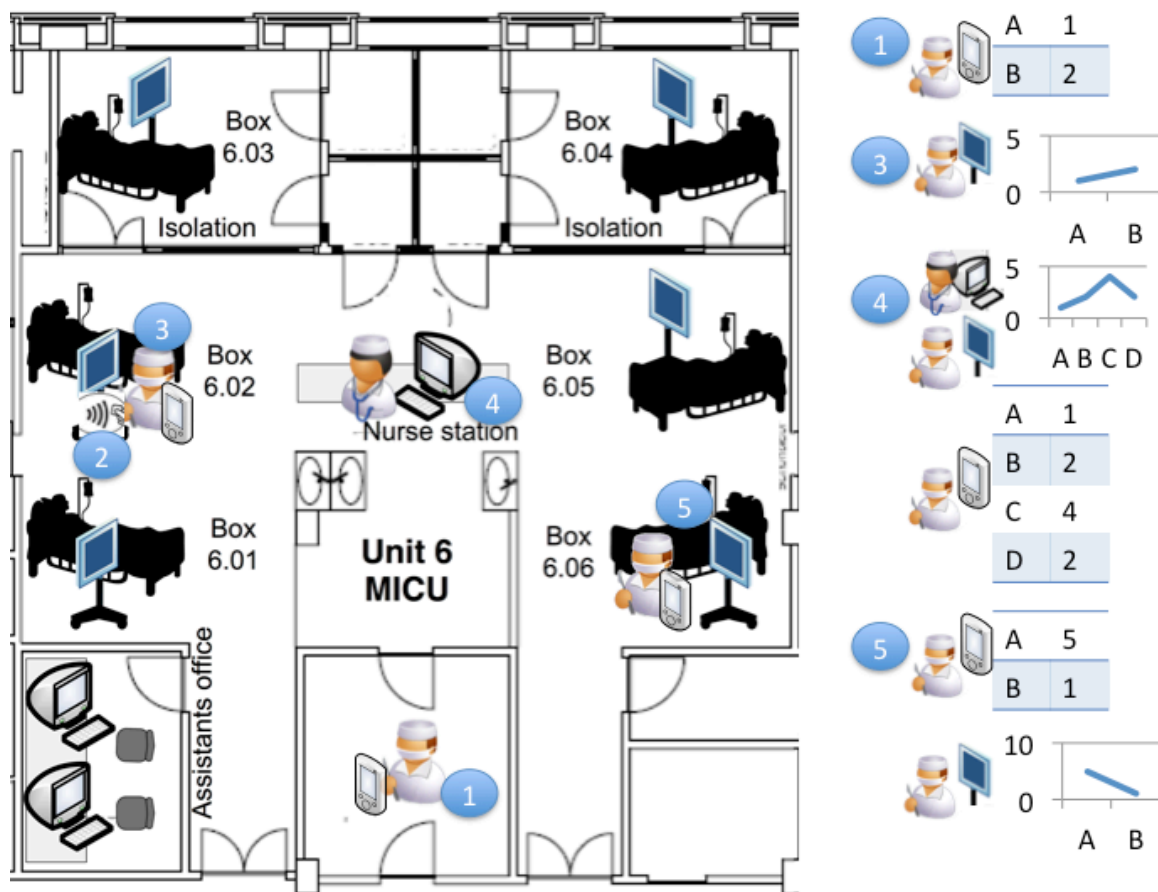 Box
6.03
Isolation
Box
6.04
Isolation
3
Box
6.02
2
4
Nurse station
Box
6.05
Box
6.01
Unit 6
MICU
5
Box
6.06
Assistants office
1
1
A 1
B 2
3
5
0
A B
4
5
0
A B C D
A 1
B 2
C 4
D 2
5
A 5
B 1
10
0
A B